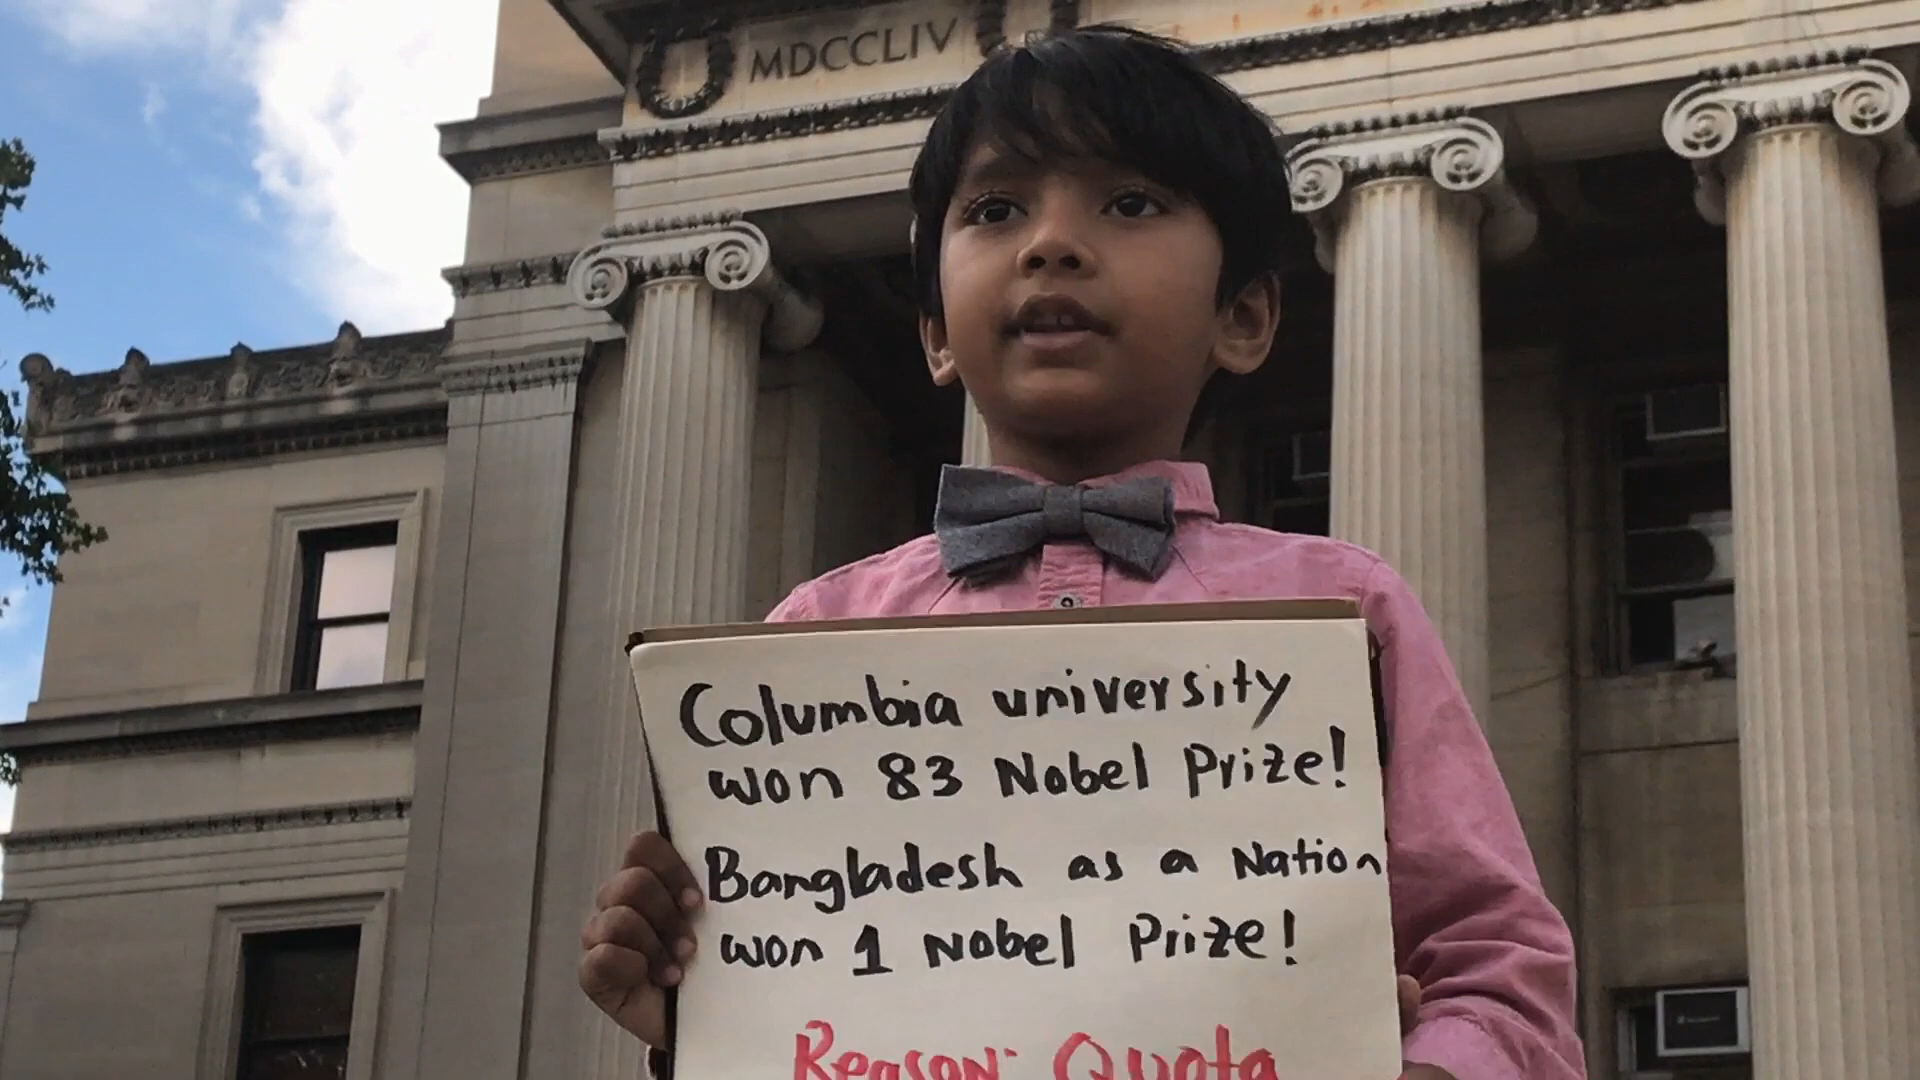 MDCCLIV
Columbia university
won 83 Nobel Prize!
Bangladesh as a Nation
won 1 Nobel Prize!
Reason: Quota